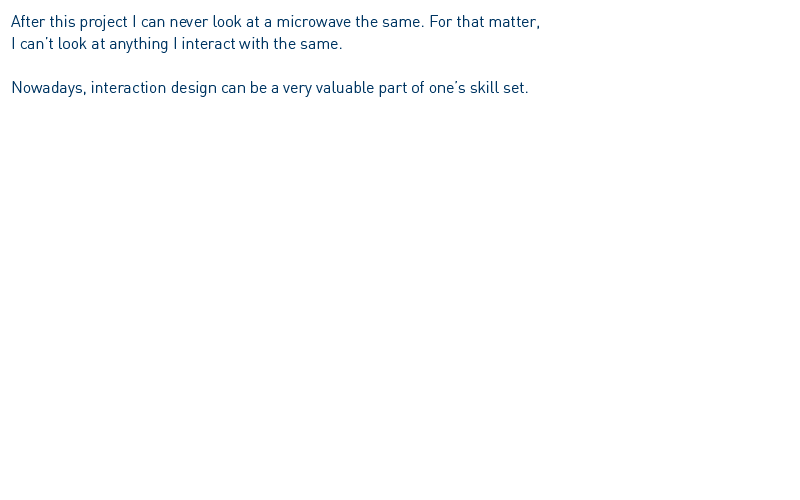 After this project I can never look at a microwave the same. For that matter,
I can’t look at anything I interact with the same.
Nowadays, interaction design can be a very valuable part of one’s skill set.